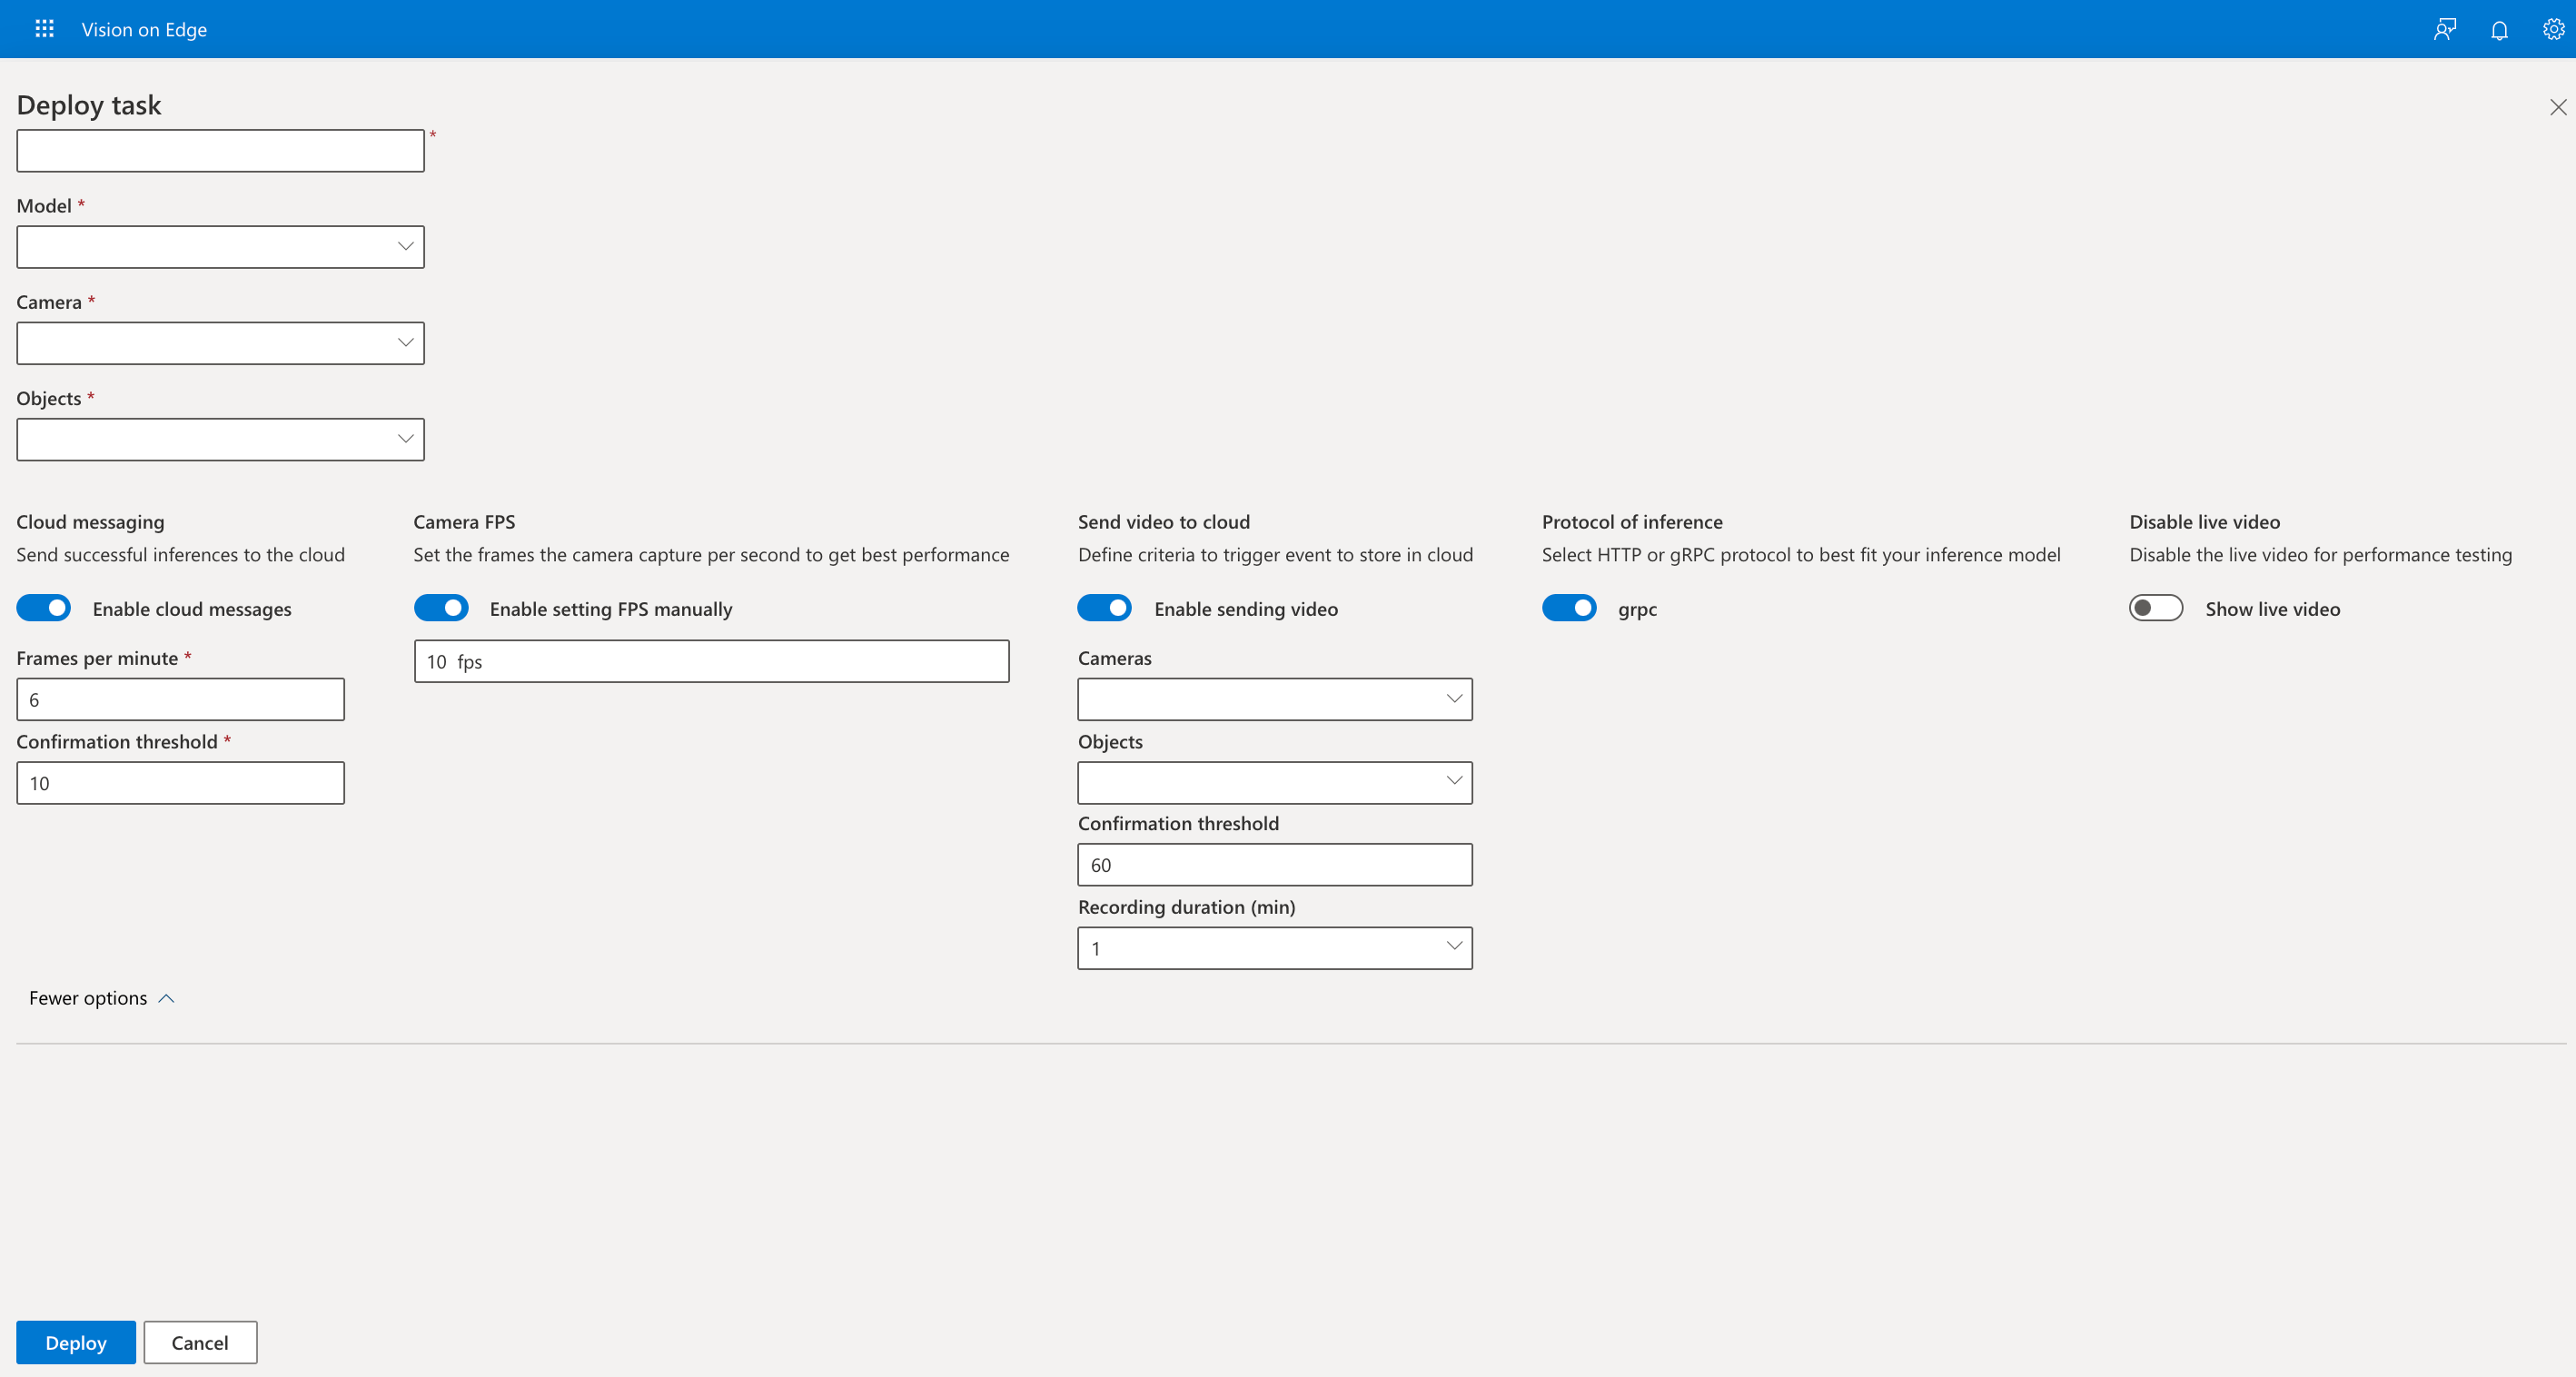 Vision on Edge
Deploy task
*
Model *
Camera *
Objects *
Cloud messaging
Send successful inferences to the cloud
Enable cloud messages
Frames per minute *
6
Confirmation threshold *
10
Camera FPS
Set the frames the camera capture per second to get best performance
Enable setting FPS manually
10 fps
Send video to cloud
Define criteria to trigger event to store in cloud
Enable sending video
Cameras
Objects
Confirmation threshold
60
Recording duration (min)
1
Protocol of inference
Select HTTP or gRPC protocol to best fit your inference model
grpc
Disable live video
Disable the live video for performance testing
Show live video
Fewer options
Deploy
Cancel